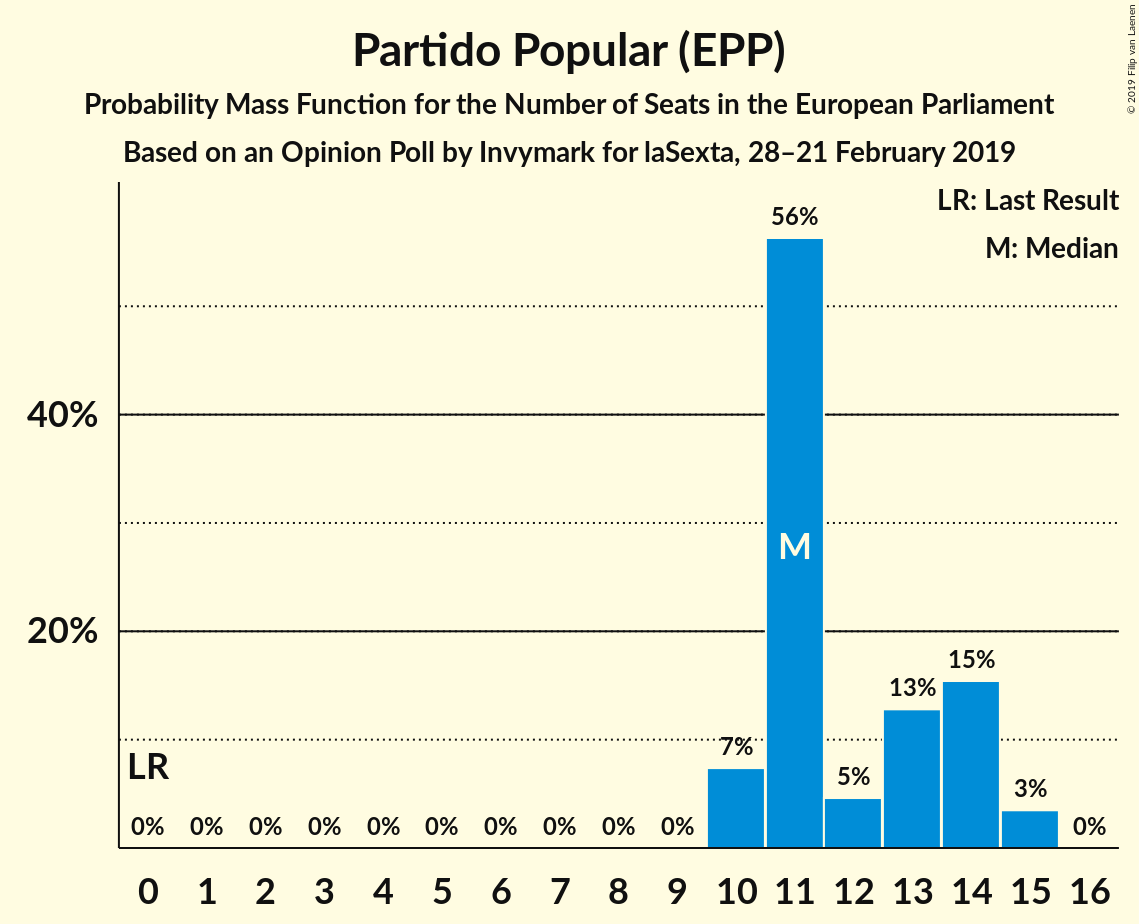 Partido Popular (EPP)
Probability Mass Function for the Number of Seats in the European Parliament
Based on an Opinion Poll by Invymark for laSexta, 28–21 February 2019
© 2019 Filip van Laenen
LR: Last Result
M: Median
56%
40%
M
20%
15%
13%
7%
LR
5%
3%
0% 0% 0% 0% 0% 0% 0% 0% 0% 0% 0%
0 1 2 3 4 5 6 7 8 9 10 11 12 13 14 15 16